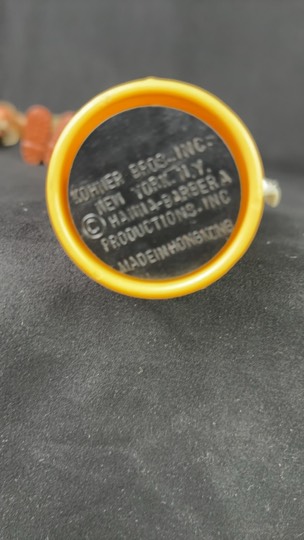 KOHNER BROS. INC.
NEW YORK, N.Y.
© HANNA-BARBERA
PRODUCTIONS, INC
MADE IN HONG KONG